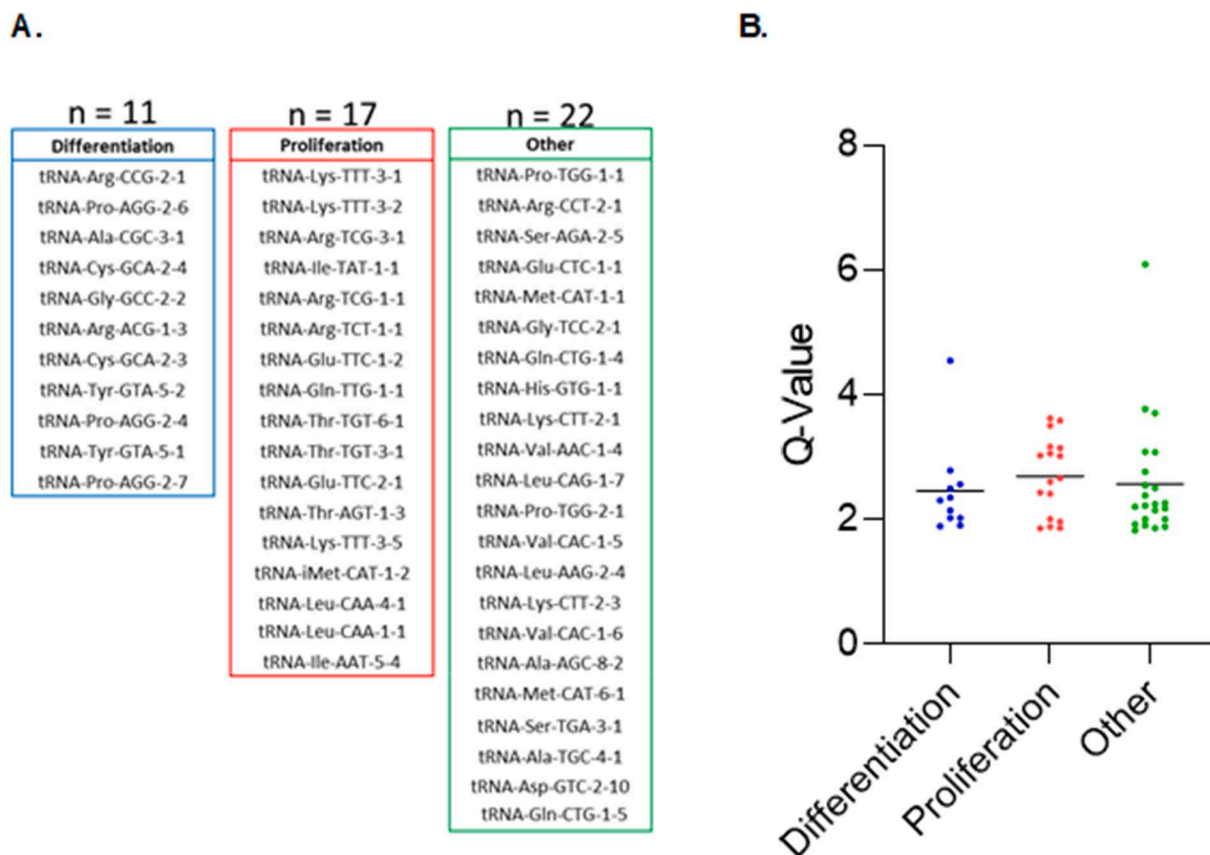 A.
B.
n = 11
Differentiation
tRNA-Arg-CCG-2-1
tRNA-Pro-AGG-2-6
tRNA-Ala-CGC-3-1
tRNA-Cys-GCA-2-4
tRNA-Gly-GCC-2-2
tRNA-Arg-ACG-1-3
tRNA-Cys-GCA-2-3
tRNA-Tyr-GTA-5-2
tRNA-Pro-AGG-2-4
tRNA-Tyr-GTA-5-1
tRNA-Pro-AGG-2-7
n = 17
Proliferation
tRNA-Lys-TTT-3-1
tRNA-Lys-TTT-3-2
tRNA-Arg-TCG-3-1
tRNA-Ile-TAT-1-1
tRNA-Arg-TCG-1-1
tRNA-Arg-TCT-1-1
tRNA-Glu-TTC-1-2
tRNA-Gln-TTG-1-1
tRNA-Thr-TGT-6-1
tRNA-Thr-TGT-3-1
tRNA-Glu-TTC-2-1
tRNA-Thr-AGT-1-3
tRNA-Lys-TTT-3-5
tRNA-iMet-CAT-1-2
tRNA-Leu-CAA-4-1
tRNA-Leu-CAA-1-1
tRNA-Ile-AAT-5-4
n = 22
Other
tRNA-Pro-TGG-1-1
tRNA-Arg-CCT-2-1
tRNA-Ser-AGA-2-5
tRNA-Glu-CTC-1-1
tRNA-Met-CAT-1-1
tRNA-Gly-TCC-2-1
tRNA-Gln-CTG-1-4
tRNA-His-GTG-1-1
tRNA-Lys-CTT-2-1
tRNA-Val-AAC-1-4
tRNA-Leu-CAG-1-7
tRNA-Pro-TGG-2-1
tRNA-Val-CAC-1-5
tRNA-Leu-AAG-2-4
tRNA-Lys-CTT-2-3
tRNA-Val-CAC-1-6
tRNA-Ala-AGC-8-2
tRNA-Met-CAT-6-1
tRNA-Ser-TGA-3-1
tRNA-Ala-TGC-4-1
tRNA-Asp-GTC-2-10
tRNA-Gln-CTG-1-5
Q-Value
8
6
4
2
0
Differentiation
Proliferation
Other